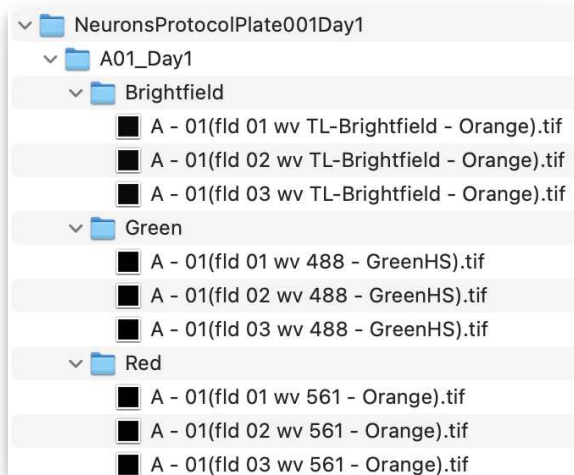 NeuronsProtocolPlate001Day1
A01_Day1
Brightfield
A - 01(fld 01 wv TL-Brightfield - Orange).tif
A - 01(fld 02 wv TL-Brightfield - Orange).tif
A - 01(fld 03 wv TL-Brightfield - Orange).tif
Green
A - 01(fld 01 wv 488 - GreenHS).tif
A - 01(fld 02 wv 488 - GreenHS).tif
A - 01(fld 03 wv 488 - GreenHS).tif
Red
A - 01(fld 01 wv 561 - Orange).tif
A - 01(fld 02 wv 561 - Orange).tif
A - 01(fld 03 wv 561 - Orange).tif